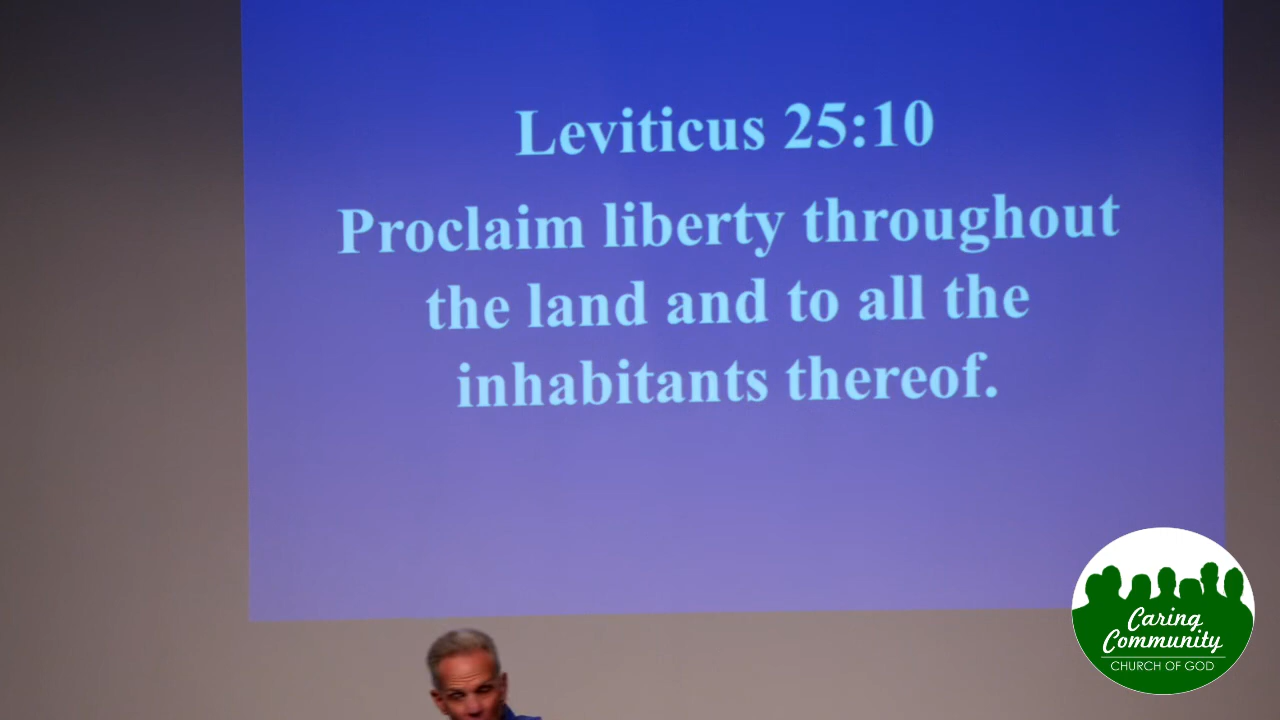 Leviticus 25:10
Proclaim liberty throughout
the land and to all the
inhabitants thereof.
Caring
Community
CHURCH OF GOD